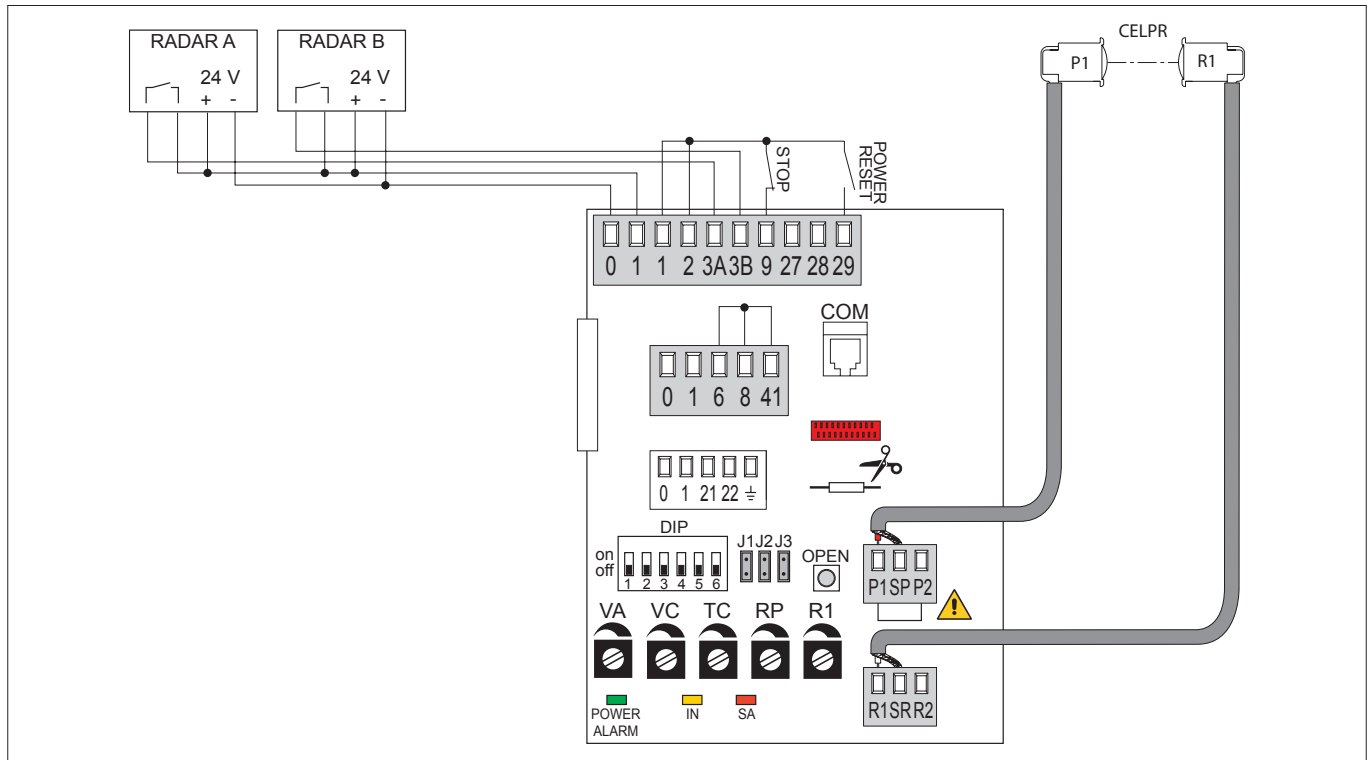 RADAR A
24 V
+ -
RADAR B
24 V
+ -
CELPR
P1
R1
STOP
POWER
RESET
0 1 1 2 3A 3B 9 27 28 29
COM
0 1 6 8 41
0 1 21 22
DIP
on
off
1 2 3 4 5 6
J1 J2 J3
OPEN
P1 SP P2
VA VC TC RP R1
R1 SR R2
POWER
ALARM
IN
SA